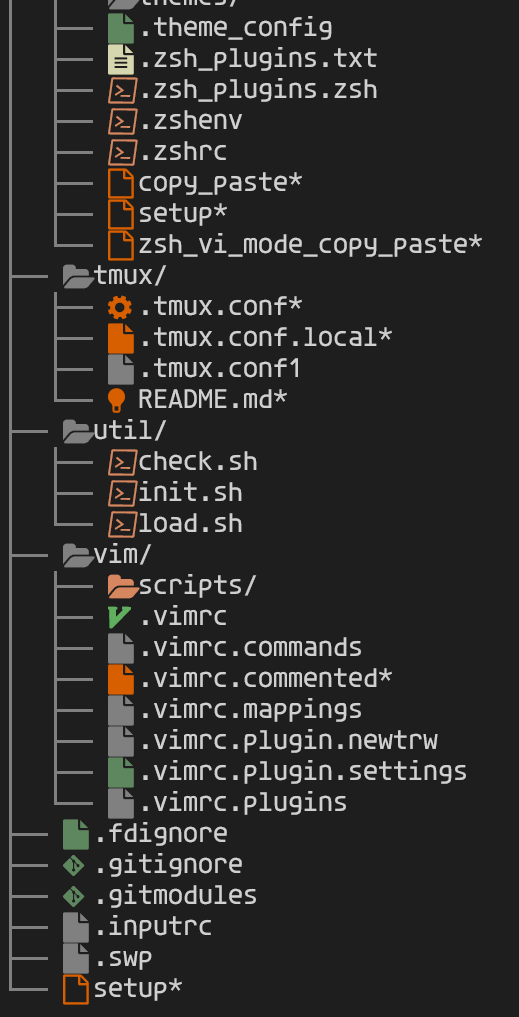 themes/
.theme_config
.zsh_plugins.txt
.zsh_plugins.zsh
.zshenv
.zshrc
copy_paste*
setup*
zsh_vi_mode_copy_paste*
tmux/
.tmux.conf*
.tmux.conf.local*
.tmux.conf1
README.md*
util/
check.sh
init.sh
load.sh
vim/
scripts/
.vimrc
.vimrc.commands
.vimrc.commented*
.vimrc.mappings
.vimrc.plugin.newtrw
.vimrc.plugin.settings
.vimrc.plugins
.fdignore
.gitignore
.gitmodules
.inputrc
.swp
setup*